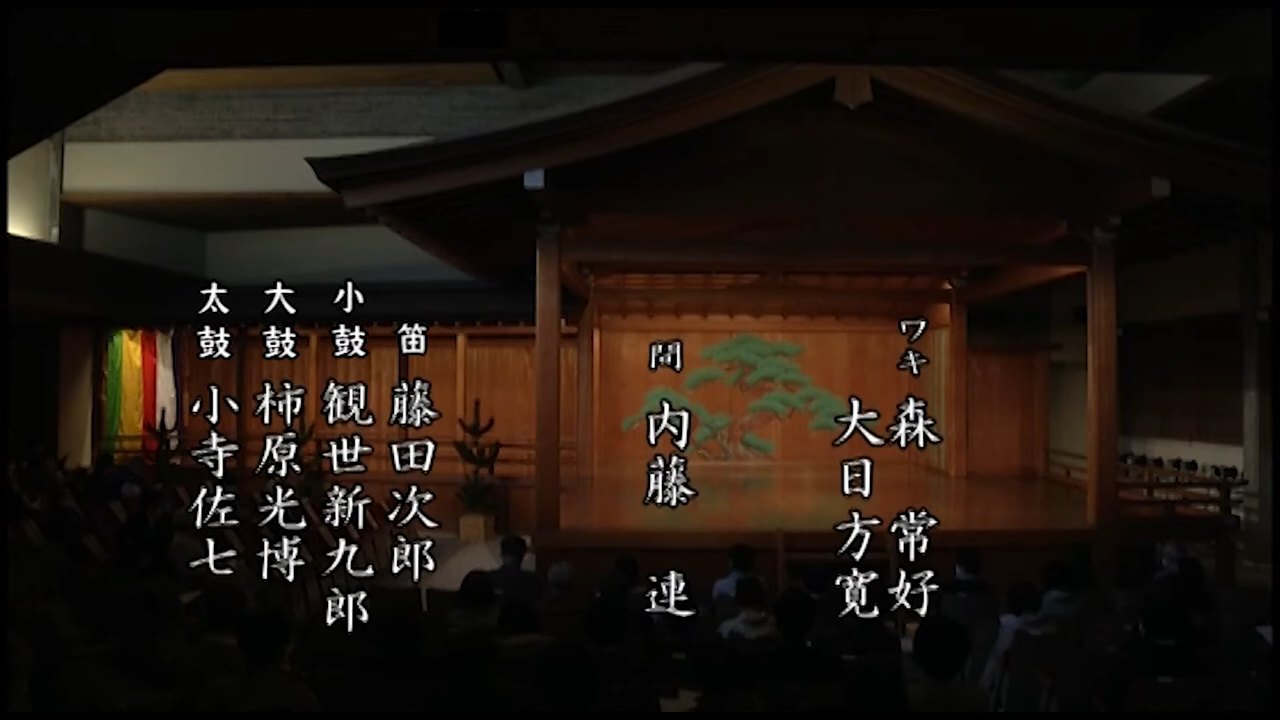 ワキ 森 常好
大日方寛
間 内藤 連
笛 藤田次郎
小鼓 観世新九郎
大鼓 柿原光博
太鼓 小寺佐七